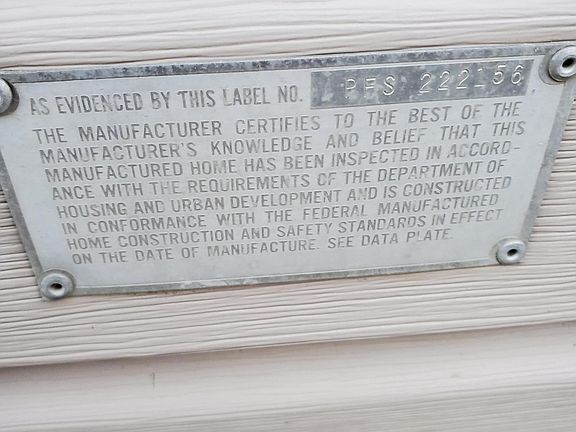 AS EVIDENCED BY THIS LABEL NO. PFS 222156
THE MANUFACTURER CERTIFIES TO THE BEST OF THE
MANUFACTURER'S KNOWLEDGE AND BELIEF THAT THIS
MANUFACTURED HOME HAS BEEN INSPECTED IN ACCORD-
ANCE WITH THE REQUIREMENTS OF THE DEPARTMENT OF
HOUSING AND URBAN DEVELOPMENT AND IS CONSTRUCTED
IN CONFORMANCE WITH THE FEDERAL MANUFACTURED
HOME CONSTRUCTION AND SAFETY STANDARDS IN EFFECT
ON THE DATE OF MANUFACTURE. SEE DATA PLATE.